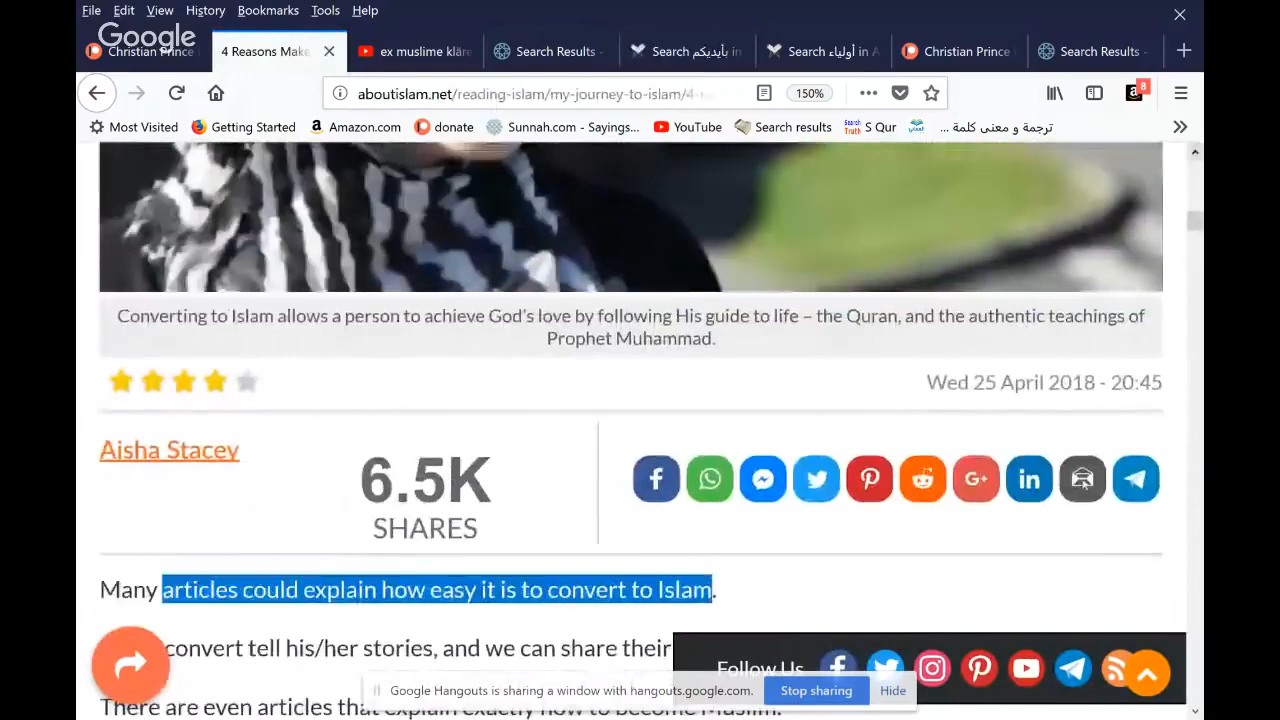 File Edit View History Bookmarks Tools Help
Google
Christian Prince
4 Reasons Make
ex muslime kläre
Search Results -
Search بأيديكم in
Search أولياء in A
Christian Prince
Search Results -
aboutislam.net/reading-islam/my-journey-to-islam/4-
150%
8
Most Visited Getting Started Amazon.com donate Sunnah.com - Sayings... YouTube Search results Search Truth S Qur ترجمة و معنى كلمة ...
Converting to Islam allows a person to achieve God's love by following His guide to life – the Quran, and the authentic teachings of
Prophet Muhammad.
Wed 25 April 2018 - 20:45
Aisha Stacey
6.5K
SHARES
G+
in
Many articles could explain how easy it is to convert to Islam.
convert tell his/her stories, and we can share their
Follow Us
Google Hangouts is sharing a window with hangouts.google.com. Stop sharing Hide
There are even articles that explain exactly how to become Muslim.